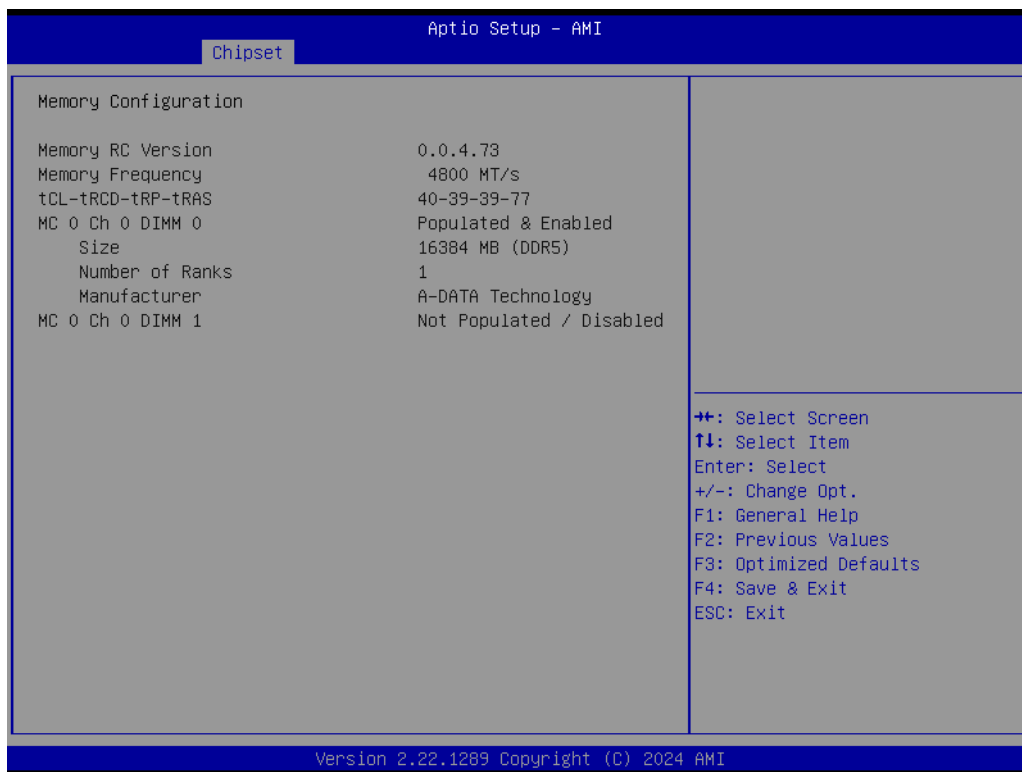 Aptio Setup – AMI
Chipset
Memory Configuration
Memory RC Version 0.0.4.73
Memory Frequency 4800 MT/s
tCL-tRCD-tRP-tRAS 40-39-39-77
MC 0 Ch 0 DIMM 0 Populated & Enabled
Size 16384 MB (DDR5)
Number of Ranks 1
Manufacturer A-DATA Technology
MC 0 Ch 0 DIMM 1 Not Populated / Disabled
→←: Select Screen
↑↓: Select Item
Enter: Select
+/-: Change Opt.
F1: General Help
F2: Previous Values
F3: Optimized Defaults
F4: Save & Exit
ESC: Exit
Version 2.22.1289 Copyright (C) 2024 AMI